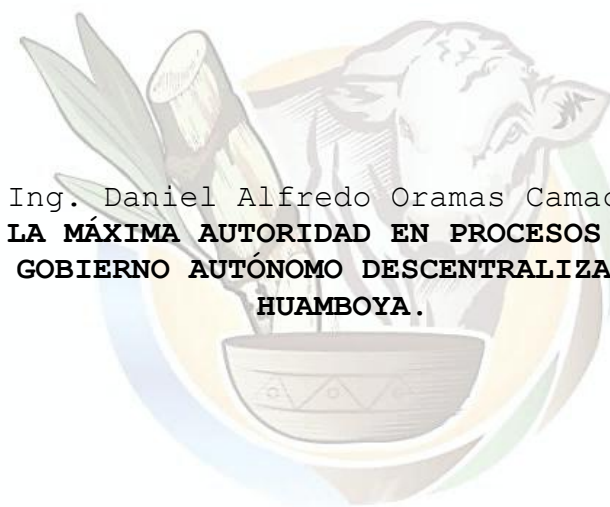 Ing. Daniel Alfredo Oramas
LA MÁXIMA AUTORIDAD EN PROCESOS
GOBIERNO AUTÓNOMO
HUAMBOYA.